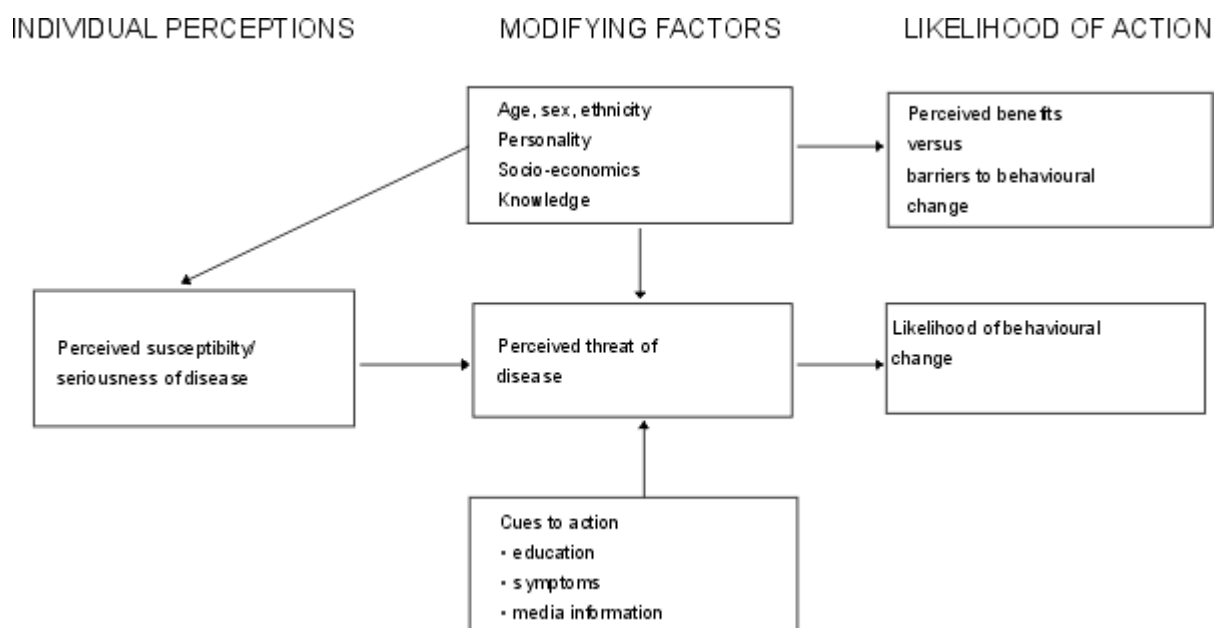 INDIVIDUAL PERCEPTIONS
MODIFYING FACTORS
LIKELIHOOD OF ACTION
Age, sex, ethnicity
Personality
Socio-economics
Knowledge
Perceived benefits
versus
barriers to behavioural
change
Perceived susceptibilty/
seriousness of disease
Perceived threat of
disease
Likelihood of behavioural
change
Cues to action
• education
• symptoms
• media information